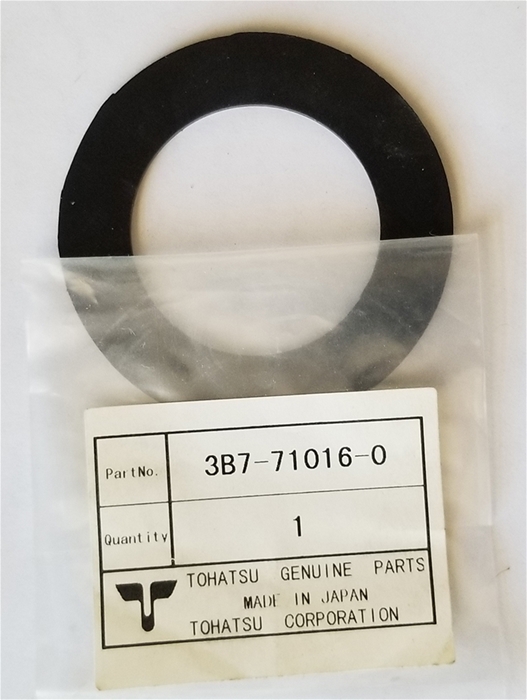 PartNo. 3B7-71016-0
Quantity 1
TOHATSU GENUINE PARTS
MADE IN JAPAN
TOHATSU CORPORATION